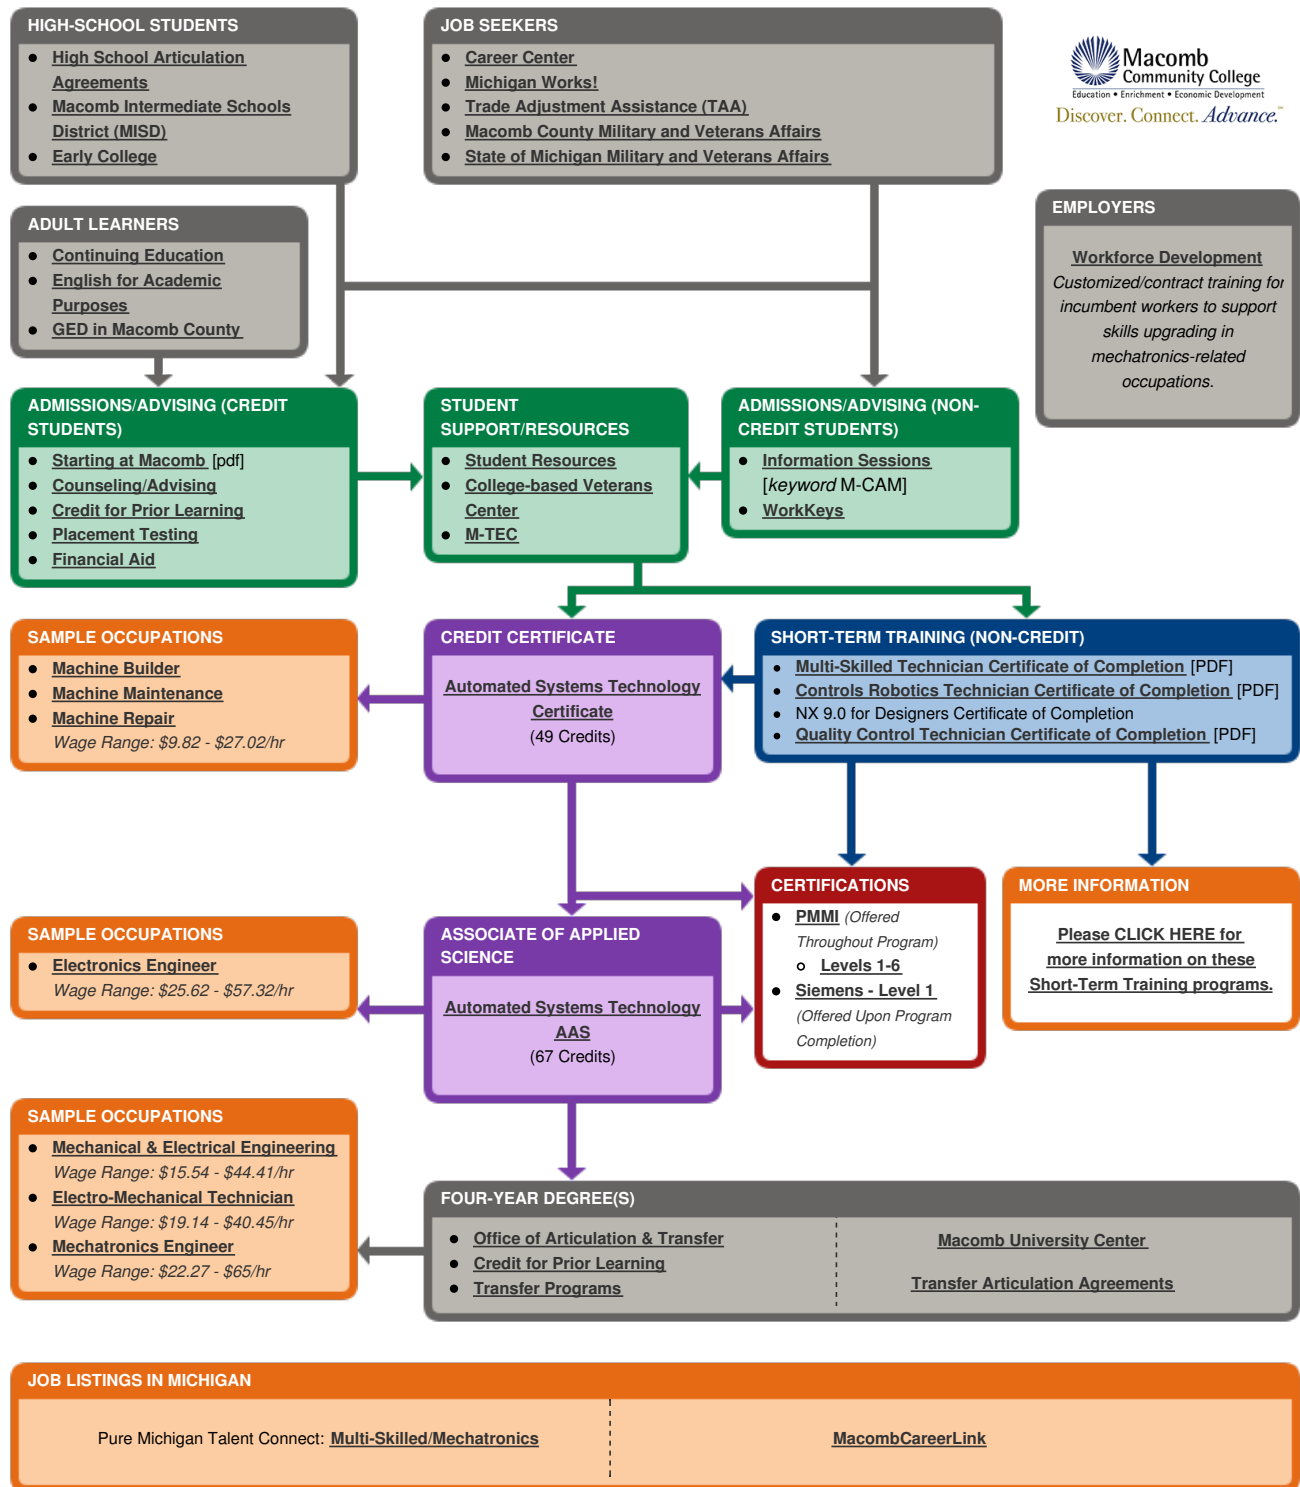 HIGH-SCHOOL STUDENTS
● High School Articulation
Agreements
● Macomb Intermediate Schools
District (MISD)
● Early College
JOB SEEKERS
● Career Center
● Michigan Works!
● Trade Adjustment Assistance (TAA)
● Macomb County Military and Veterans Affairs
● State of Michigan Military and Veterans Affairs
Macomb
Community College
Education • Enrichment • Economic Development
Discover. Connect. Advance.™
ADULT LEARNERS
● Continuing Education
● English for Academic
Purposes
● GED in Macomb County
EMPLOYERS
Workforce Development
Customized/contract training for
incumbent workers to support
skills upgrading in
mechatronics-related
occupations.
ADMISSIONS/ADVISING (CREDIT
STUDENTS)
● Starting at Macomb [pdf]
● Counseling/Advising
● Credit for Prior Learning
● Placement Testing
● Financial Aid
STUDENT
SUPPORT/RESOURCES
● Student Resources
● College-based Veterans
Center
● M-TEC
ADMISSIONS/ADVISING (NON-
CREDIT STUDENTS)
● Information Sessions
[keyword M-CAM]
● WorkKeys
SAMPLE OCCUPATIONS
● Machine Builder
● Machine Maintenance
● Machine Repair
Wage Range: $9.82 - $27.02/hr
CREDIT CERTIFICATE
Automated Systems Technology
Certificate
(49 Credits)
SHORT-TERM TRAINING (NON-CREDIT)
● Multi-Skilled Technician Certificate of Completion [PDF]
● Controls Robotics Technician Certificate of Completion [PDF]
● NX 9.0 for Designers Certificate of Completion
● Quality Control Technician Certificate of Completion [PDF]
SAMPLE OCCUPATIONS
● Electronics Engineer
Wage Range: $25.62 - $57.32/hr
ASSOCIATE OF APPLIED
SCIENCE
Automated Systems Technology
AAS
(67 Credits)
CERTIFICATIONS
● PMMI (Offered
Throughout Program)
o Levels 1-6
● Siemens - Level 1
(Offered Upon Program
Completion)
MORE INFORMATION
Please CLICK HERE for
more information on these
Short-Term Training programs.
SAMPLE OCCUPATIONS
● Mechanical & Electrical Engineering
Wage Range: $15.54 - $44.41/hr
● Electro-Mechanical Technician
Wage Range: $19.14 - $40.45/hr
● Mechatronics Engineer
Wage Range: $22.27 - $65/hr
FOUR-YEAR DEGREE(S)
● Office of Articulation & Transfer
● Credit for Prior Learning
● Transfer Programs
Macomb University Center
Transfer Articulation Agreements
JOB LISTINGS IN MICHIGAN
Pure Michigan Talent Connect: Multi-Skilled/Mechatronics
MacombCareerLink